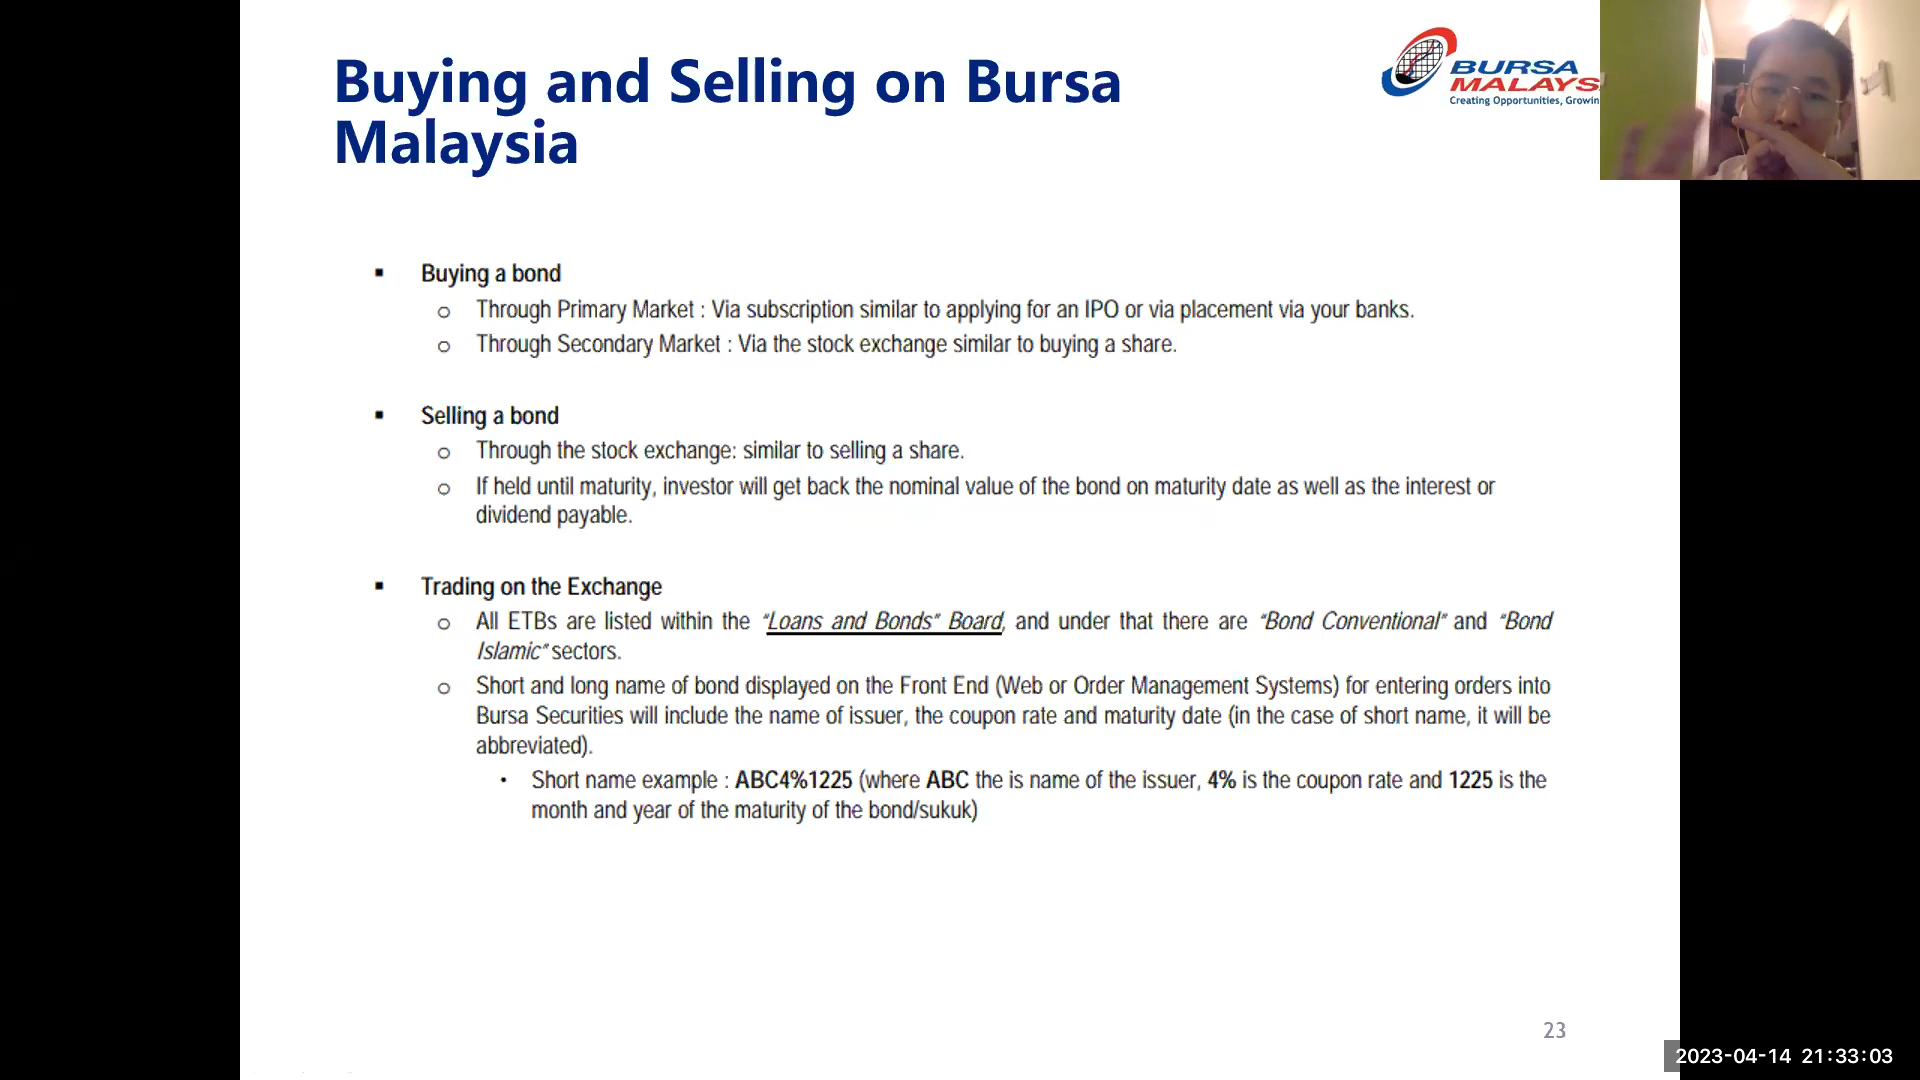 Buying and Selling on Bursa
Malaysia
BURSA
MALAYS
Creating Opportunities, Growin
▪ Buying a bond
o Through Primary Market : Via subscription similar to applying for an IPO or via placement via your banks.
o Through Secondary Market : Via the stock exchange similar to buying a share.
▪ Selling a bond
o Through the stock exchange: similar to selling a share.
o If held until maturity, investor will get back the nominal value of the bond on maturity date as well as the interest or
dividend payable.
▪ Trading on the Exchange
o All ETBs are listed within the “Loans and Bonds” Board, and under that there are “Bond Conventional” and “Bond
Islamic” sectors.
o Short and long name of bond displayed on the Front End (Web or Order Management Systems) for entering orders into
Bursa Securities will include the name of issuer, the coupon rate and maturity date (in the case of short name, it will be
abbreviated).
• Short name example : ABC4%1225 (where ABC the is name of the issuer, 4% is the coupon rate and 1225 is the
month and year of the maturity of the bond/sukuk)
23
2023-04-14 21:33:03